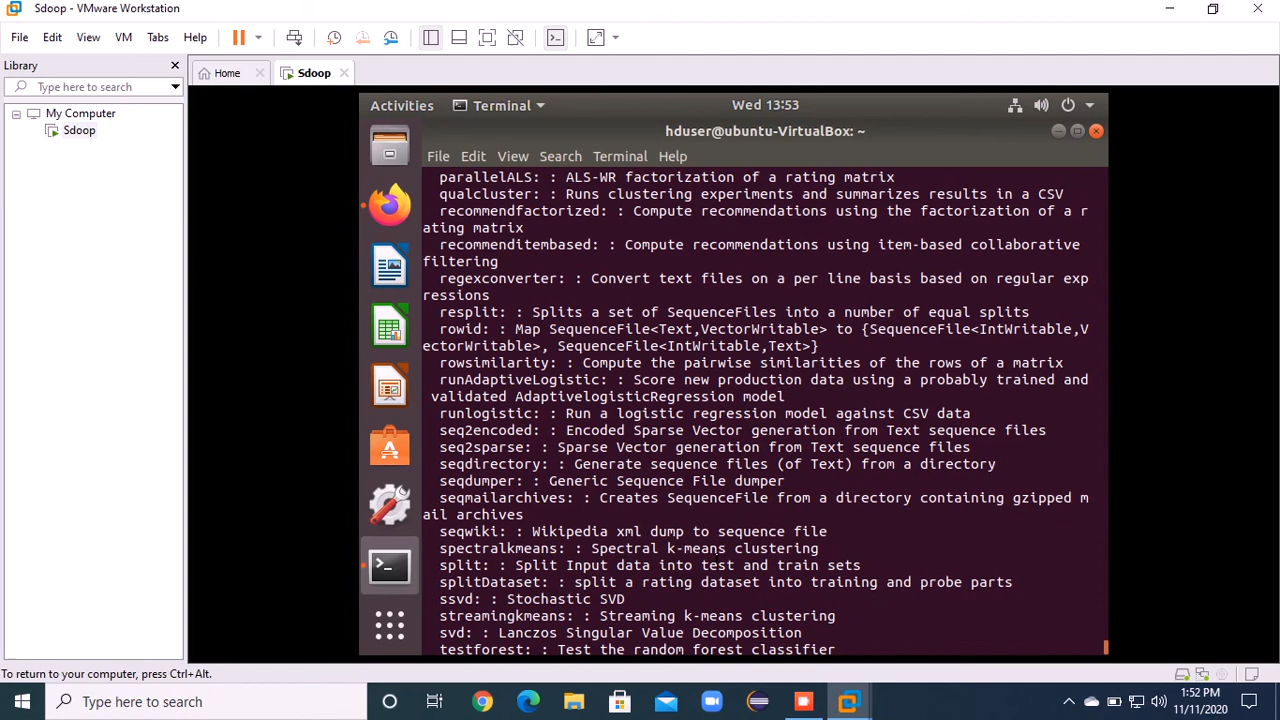 Sdoop - VMware Workstation
File Edit View VM Tabs Help
Library
Type here to search
My Computer
Sdoop
Home
Sdoop
Activities
Terminal
Wed 13:53
hduser@ubuntu-VirtualBox: ~
File Edit View Search Terminal Help
parallelALS: : ALS-WR factorization of a rating matrix
qualcluster: : Runs clustering experiments and summarizes results in a CSV
recommendfactorized: : Compute recommendations using the factorization of a r
ating matrix
recommenditembased: : Compute recommendations using item-based collaborative
filtering
regexconverter: : Convert text files on a per line basis based on regular exp
ressions
resplit: : Splits a set of SequenceFiles into a number of equal splits
rowid: : Map SequenceFile<Text,VectorWritable> to {SequenceFile<IntWritable,V
ectorWritable>, SequenceFile<IntWritable,Text>}
rowsimilarity: : Compute the pairwise similarities of the rows of a matrix
runAdaptiveLogistic: : Score new production data using a probably trained and
validated AdaptivelogisticRegression model
runlogistic: : Run a logistic regression model against CSV data
seq2encoded: : Encoded Sparse Vector generation from Text sequence files
seq2sparse: : Sparse Vector generation from Text sequence files
seqdirectory: : Generate sequence files (of Text) from a directory
seqdumper: : Generic Sequence File dumper
seqmailarchives: : Creates SequenceFile from a directory containing gzipped m
ail archives
seqwiki: : Wikipedia xml dump to sequence file
spectralkmeans: : Spectral k-means clustering
split: : Split Input data into test and train sets
splitDataset: : split a rating dataset into training and probe parts
ssvd: : Stochastic SVD
streamingkmeans: : Streaming k-means clustering
svd: : Lanczos Singular Value Decomposition
testforest: : Test the random forest classifier
To return to your computer, press Ctrl+Alt.
Type here to search
1:52 PM
11/11/2020